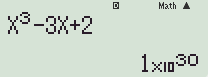 Math ▲
X³-3X+2
1×10³⁰